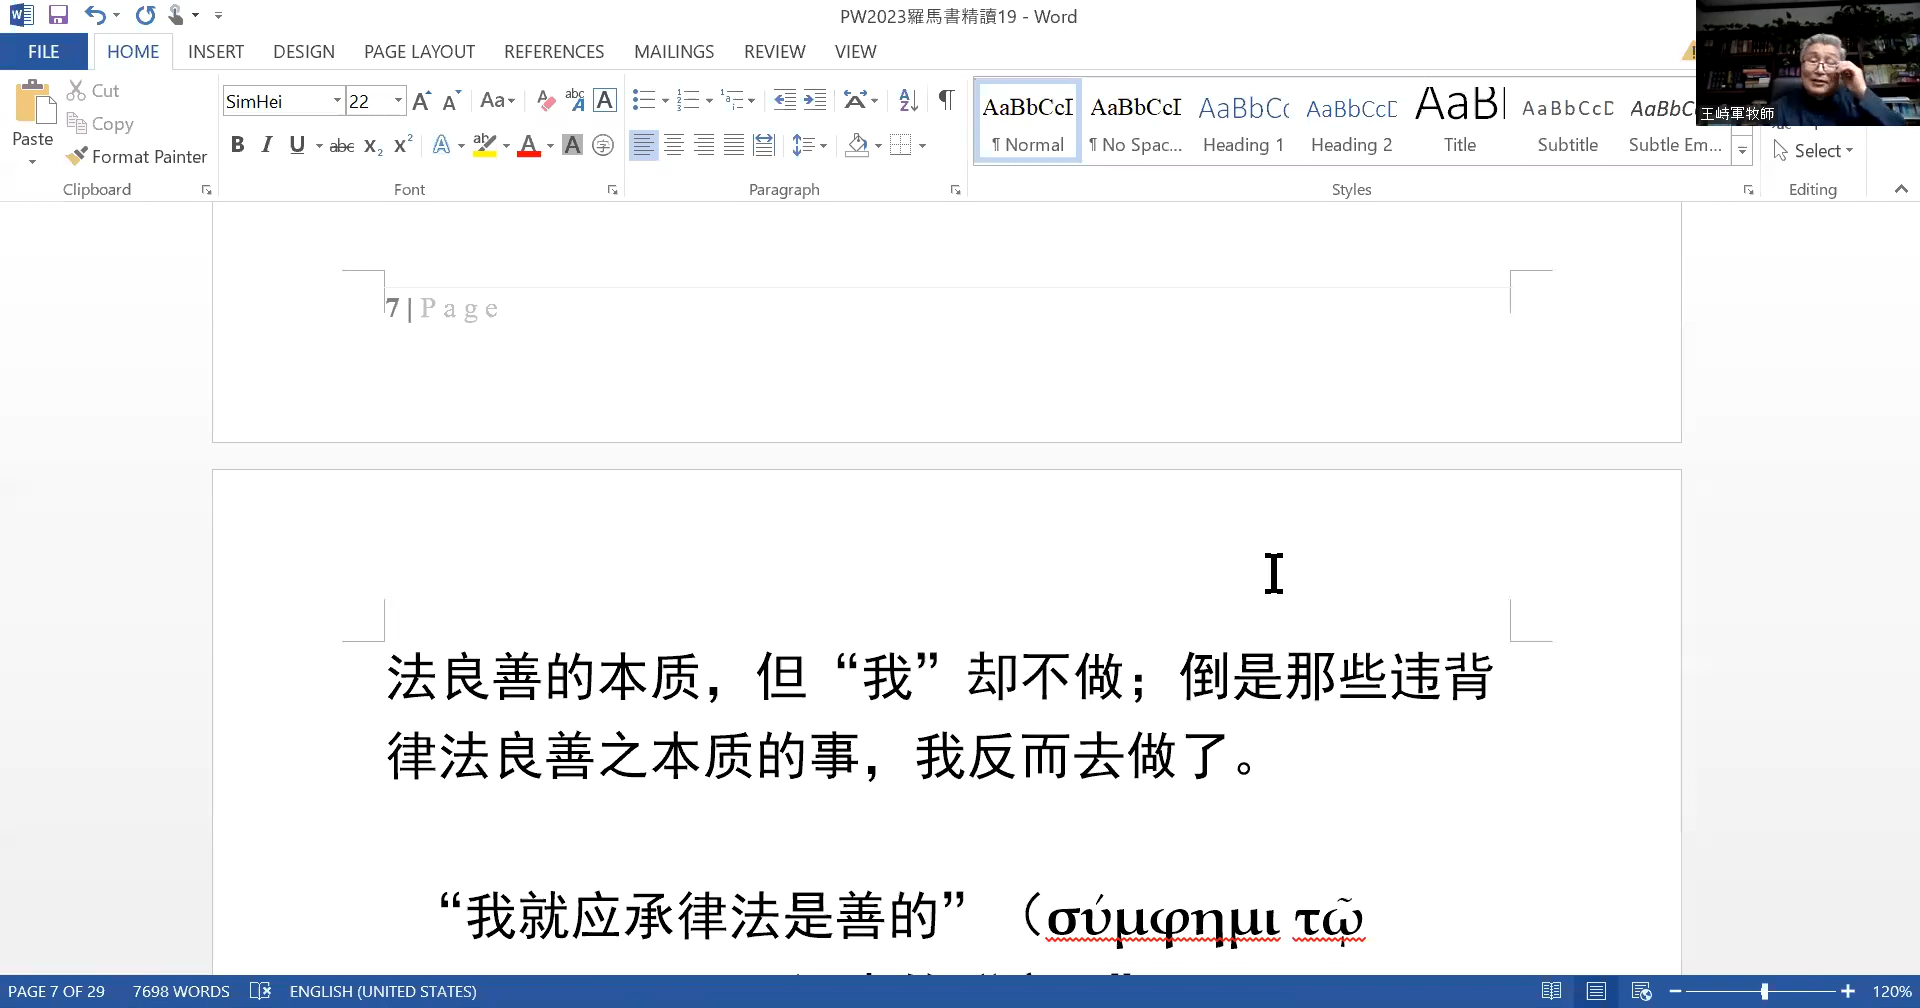 PW2023羅馬書精讀19 - Word
FILE
HOME
INSERT
DESIGN
PAGE LAYOUT
REFERENCES
MAILINGS
REVIEW
VIEW
Paste
Cut
Copy
Format Painter
Clipboard
SimHei
22
Font
Paragraph
AaBbCcI
¶ Normal
AaBbCcI
¶ No Spac...
AaBbCc
Heading 1
AaBbCcD
Heading 2
AaB
Title
AaBbCcD
Subtitle
AaBbCc
Subtle Em...
Styles
Select
Editing
王峙軍牧師
7 | Page
法良善的本质，但“我”却不做；倒是那些违背
律法良善之本质的事，我反而去做了。
“我就应承律法是善的”（σύμφημι τῷ
PAGE 7 OF 29
7698 WORDS
ENGLISH (UNITED STATES)
120%